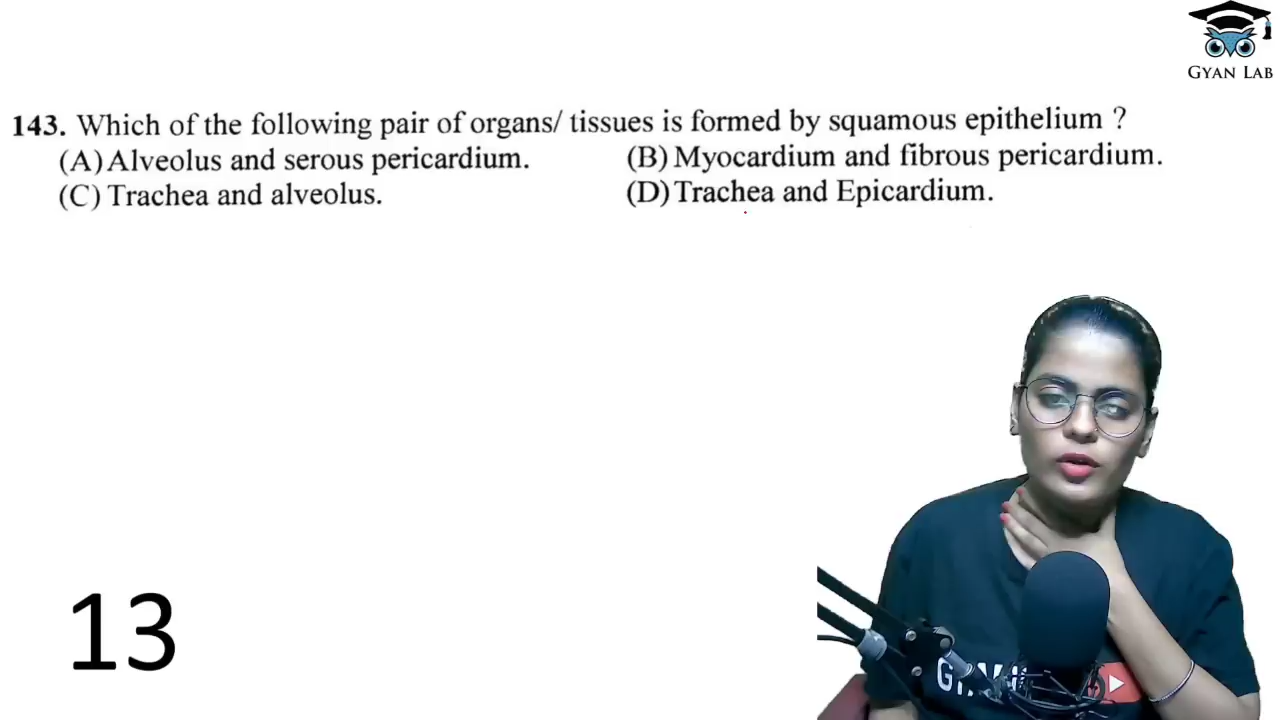 GYAN LAB
143. Which of the following pair of organs/ tissues is formed by squamous epithelium ?
(A) Alveolus and serous pericardium. (B) Myocardium and fibrous pericardium.
(C) Trachea and alveolus. (D) Trachea and Epicardium.
13